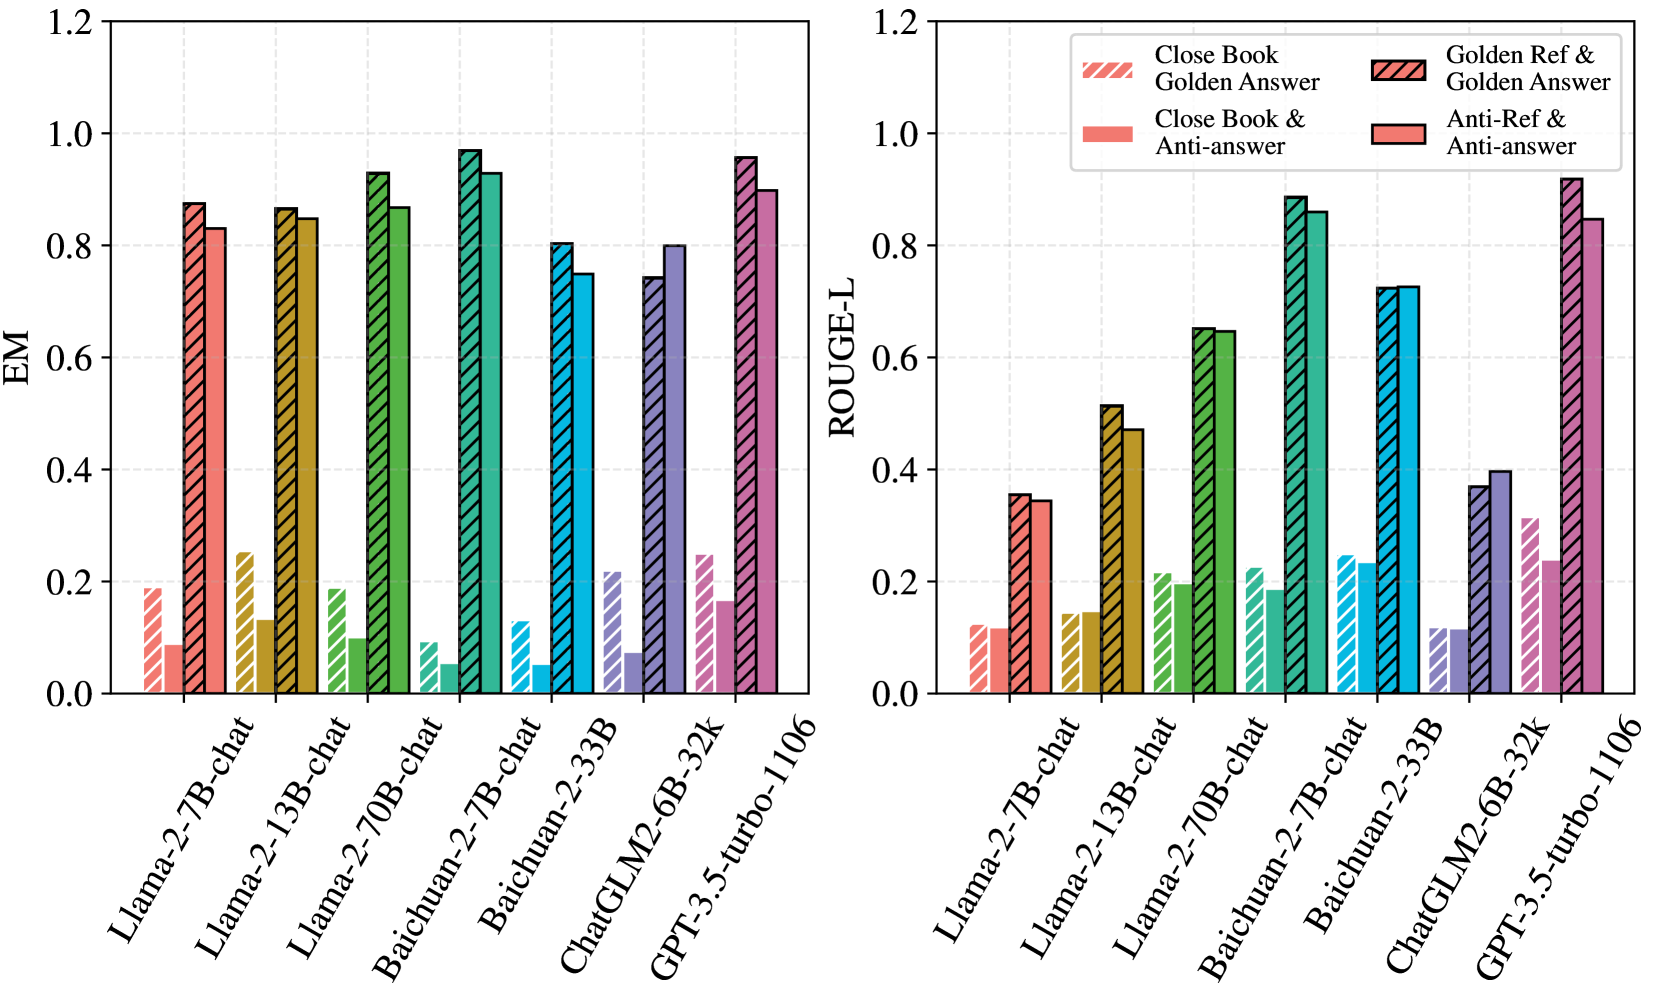 EM
1.2
1.0
0.8
0.6
0.4
0.2
0.0
Llama-2-7B-chat
Llama-2-13B-chat
Llama-2-70B-chat
Baichuan-2-7B-chat
Baichuan-2-33B
ChatGLM2-6B-32k
GPT-3.5-turbo-1106
ROUGE-L
1.2
1.0
0.8
0.6
0.4
0.2
0.0
Close Book
Golden Answer
Close Book &
Anti-answer
Golden Ref &
Golden Answer
Anti-Ref &
Anti-answer
Llama-2-7B-chat
Llama-2-13B-chat
Llama-2-70B-chat
Baichuan-2-7B-chat
Baichuan-2-33B
ChatGLM2-6B-32k
GPT-3.5-turbo-1106